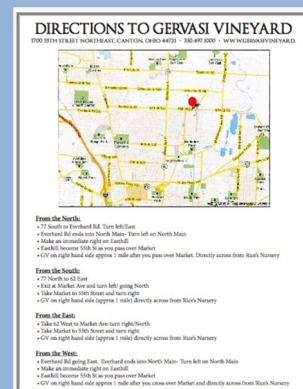 DIRECTIONS TO GERVASI VINEYARD
1700 55TH STREET NORTHEAST, CANTON, OHIO 44721 · 330.497.1000 · WWW.GERVASIVINEYARD.
From the North:
• 77 South to Everhard Rd. Turn left/East
• Everhard Rd ends into North Main- Turn left on North Main
• Make an immediate right on Easthill
• Easthill become 55th St as you pass over Market
• GV on right hand side approx 1 mile after you pass over Market. Directly across from Rice's Nursery
From the South:
• 77 North to 62 East
• Exit at Market Ave and turn left/ going North
• Take Market to 55th Street and turn right
• GV on right hand side (approx 1 mile) directly across from Rice's Nursery
From the East:
• Take 62 West to Market Ave turn right/North
• Take Market to 55th Street and turn right
• GV on right hand side (approx 1 mile) directly across from Rice's Nursery
From the West:
• Everhard Rd going East. Everhard ends into North Main- Turn left on North Main
• Make an immediate right on Easthill
• Easthill become 55th St as you pass over Market
• GV on right hand side approx 1 mile after you cross over Market and directly across from Rice's Nursery